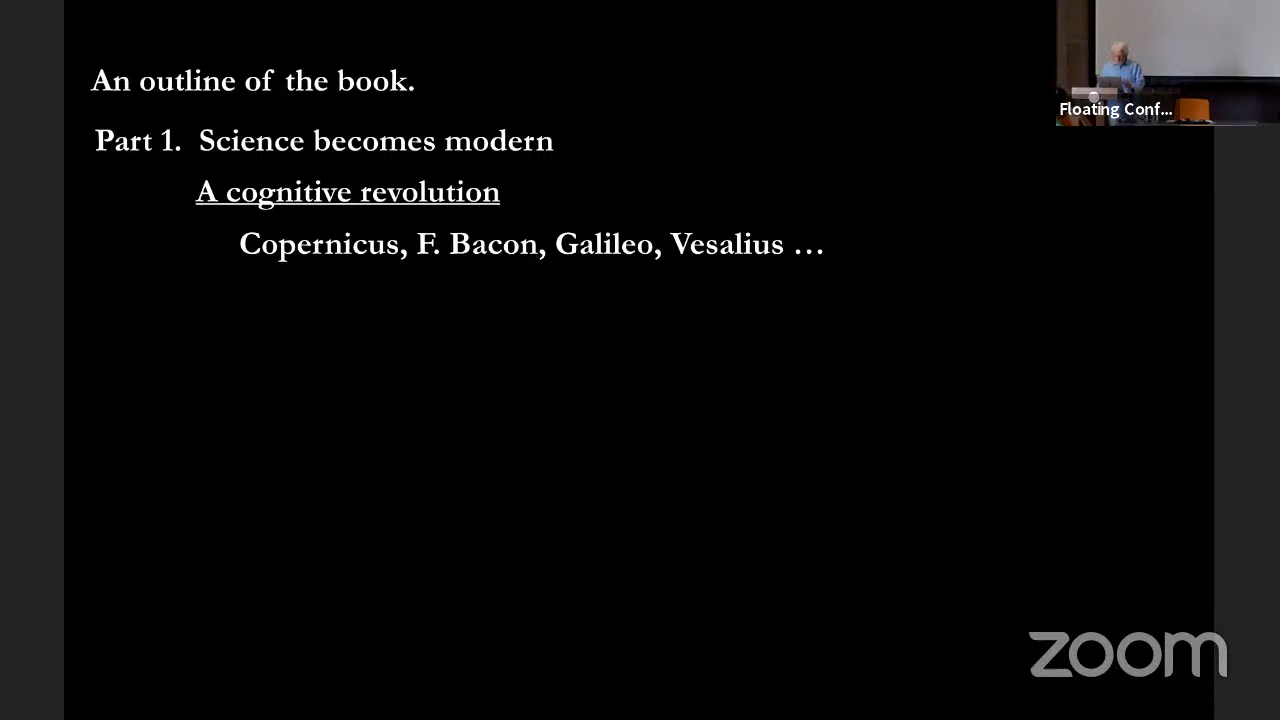 An outline of the book.
Part 1. Science becomes modern
A cognitive revolution
Copernicus, F. Bacon, Galileo, Vesalius …
Floating Conf...
zoom